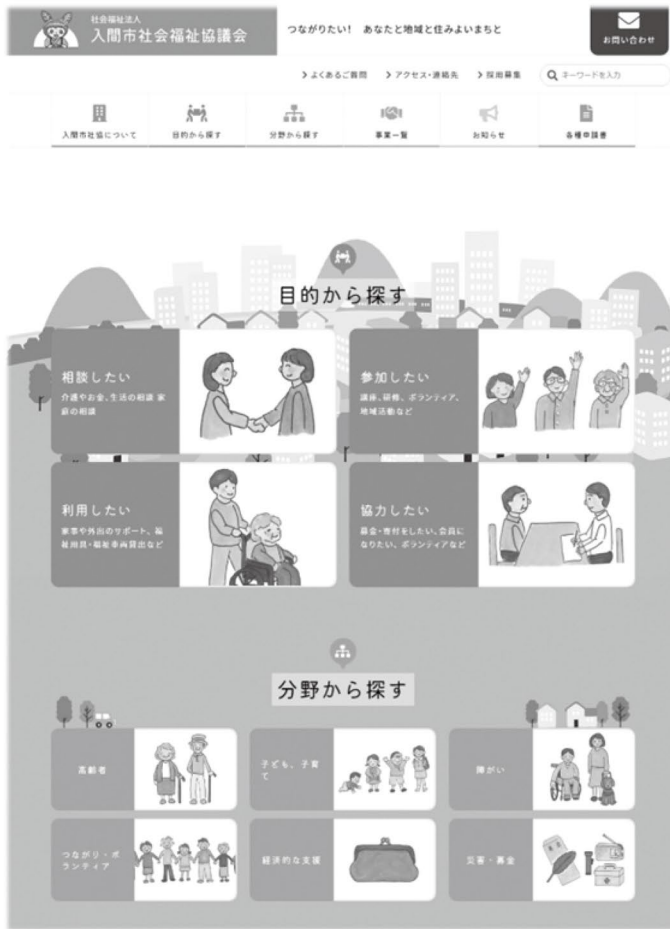 社会福祉法人
入間市社会福祉協議会
つながりたい! あなたと地域と住みよいまちと
お問い合わせ
よくあるご質問
アクセス・連絡先
採用募集
キーワードを入力
入間市社協について
目的から探す
分野から探す
事業一覧
お知らせ
各種申請書
目的から探す
相談したい
介護やお金、生活の相談 家
庭の相談
参加したい
講座、研修、ボランティア、
地域活動など
利用したい
家事や外出のサポート、福
祉用具・福祉車両貸出など
協力したい
募金・寄付をしたい、会員に
なりたい、ボランティアなど
分野から探す
高齢者
子ども、子育
て
障がい
つながり・ボ
ランティア
経済的な支援
災害・募金